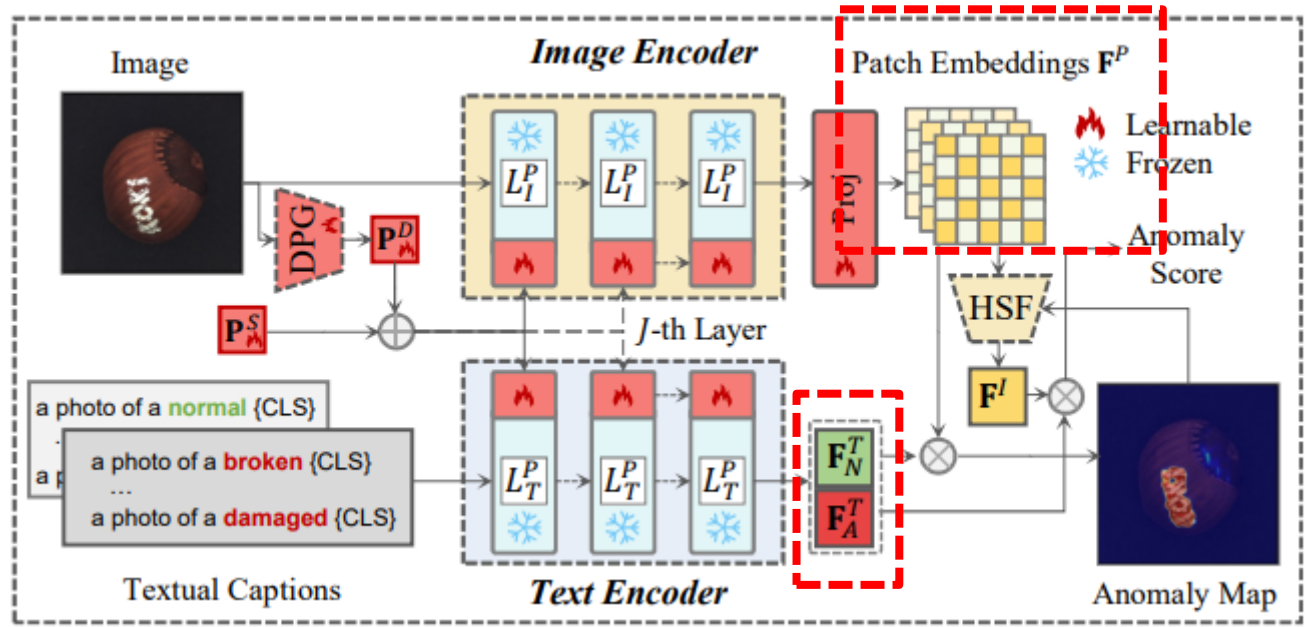 Image Encoder
Image
Patch Embeddings F^P
Learnable
Frozen
L_I^P
L_I^P
L_I^P
Proj
DPG
P^D
Anomaly
Score
P^S
J-th Layer
HSF
F^I
a photo of a normal {CLS}
..
a p
a photo of a broken {CLS}
...
a photo of a damaged {CLS}
L_T^P
L_T^P
L_T^P
F_N^T
F_A^T
Textual Captions
Text Encoder
Anomaly Map